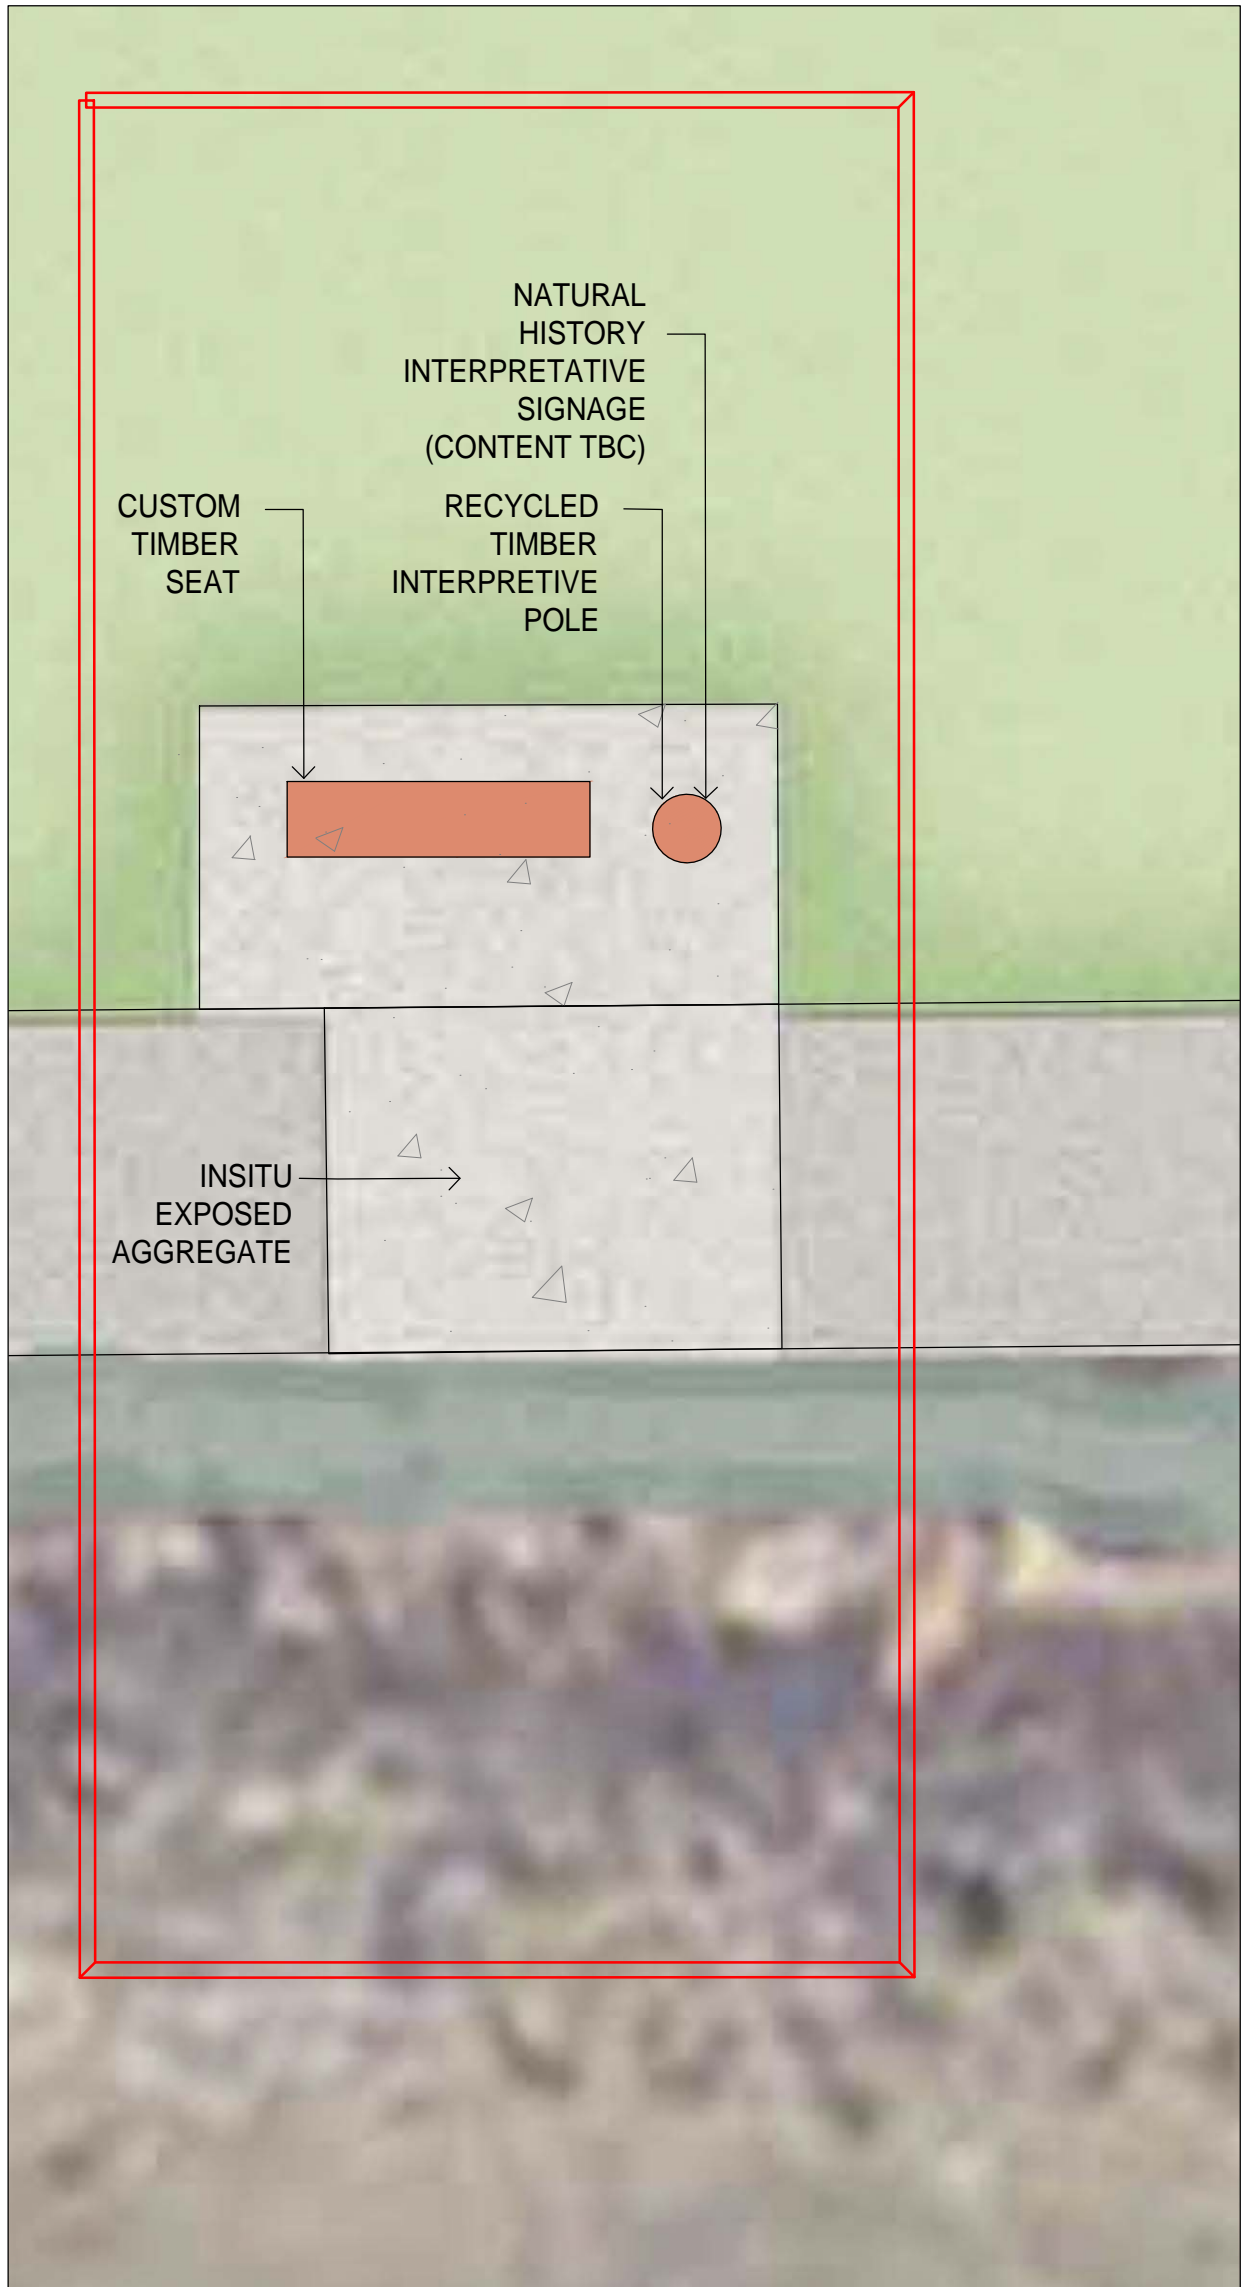 NATURAL
HISTORY
INTERPRETATIVE
SIGNAGE
(CONTENT TBC)
CUSTOM
TIMBER
SEAT
RECYCLED
TIMBER
INTERPRETIVE
POLE
INSITU
EXPOSED
AGGREGATE